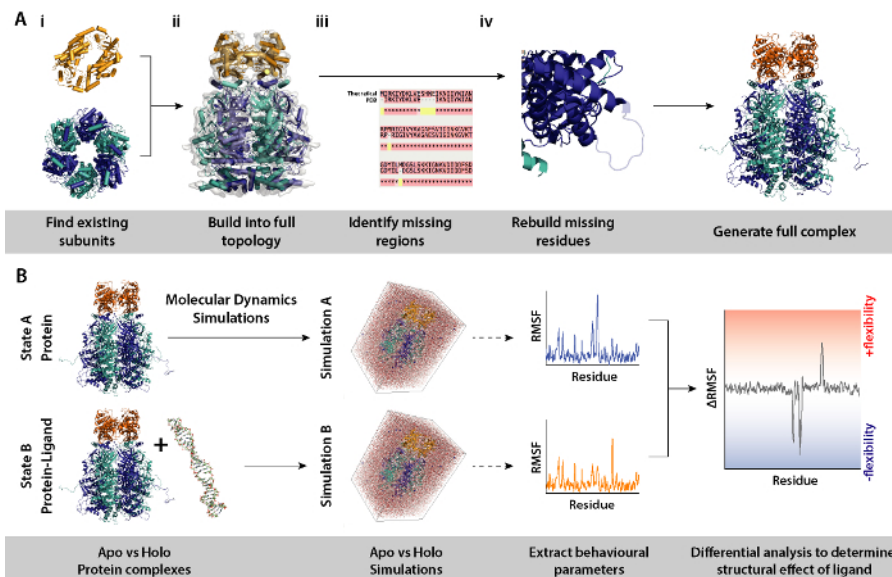 A
i
ii
iii
iv
Theoretical
PDB
Find existing
subunits
Build into full
topology
Identify missing
regions
Rebuild missing
residues
Generate full complex
B
State A
Protein
Molecular Dynamics
Simulations
Simulation A
RMSF
Residue
State B
Protein-Ligand
+
Simulation B
RMSF
Residue
ΔRMSF
Residue
+flexibility
-flexibility
Apo vs Holo
Protein complexes
Apo vs Holo
Simulations
Extract behavioural
parameters
Differential analysis to determine
structural effect of ligand